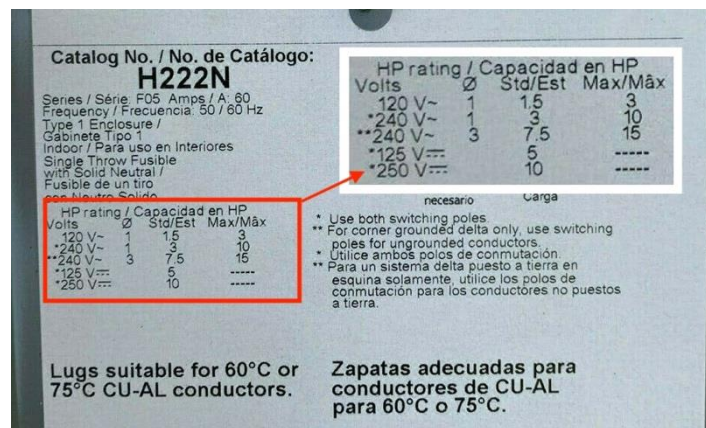 Catalog No. / No. de Catálogo:
H222N
Series / Série: F05 Amps / A: 60
Frequency / Frecuencia: 50 / 60 Hz
Type 1 Enclosure /
Gabinete Tipo 1
Indoor / Para uso en Interiores
Single Throw Fusible
with Solid Neutral /
Fusible de un tiro
con Neutro Solido
HP rating / Capacidad en HP
Volts Ø Std/Est Max/Mâx
120 V~ 1 1.5 3
*240 V~ 1 3 10
**240 V~ 3 7.5 15
*125 V⎓ 5 -----
*250 V⎓ 10 -----
HP rating / Capacidad en HP
Volts Ø Std/Est Max/Mâx
120 V~ 1 1.5 3
*240 V~ 1 3 10
**240 V~ 3 7.5 15
*125 V⎓ 5 -----
*250 V⎓ 10 -----
necesario Carga
* Use both switching poles.
** For corner grounded delta only, use switching
poles for ungrounded conductors.
* Utilice ambos polos de conmutación.
** Para un sistema delta puesto a tierra en
esquina solamente, utilice los polos de
conmutación para los conductores no puestos
a tierra.
Lugs suitable for 60°C or
75°C CU-AL conductors.
Zapatas adecuadas para
conductores de CU-AL
para 60°C o 75°C.